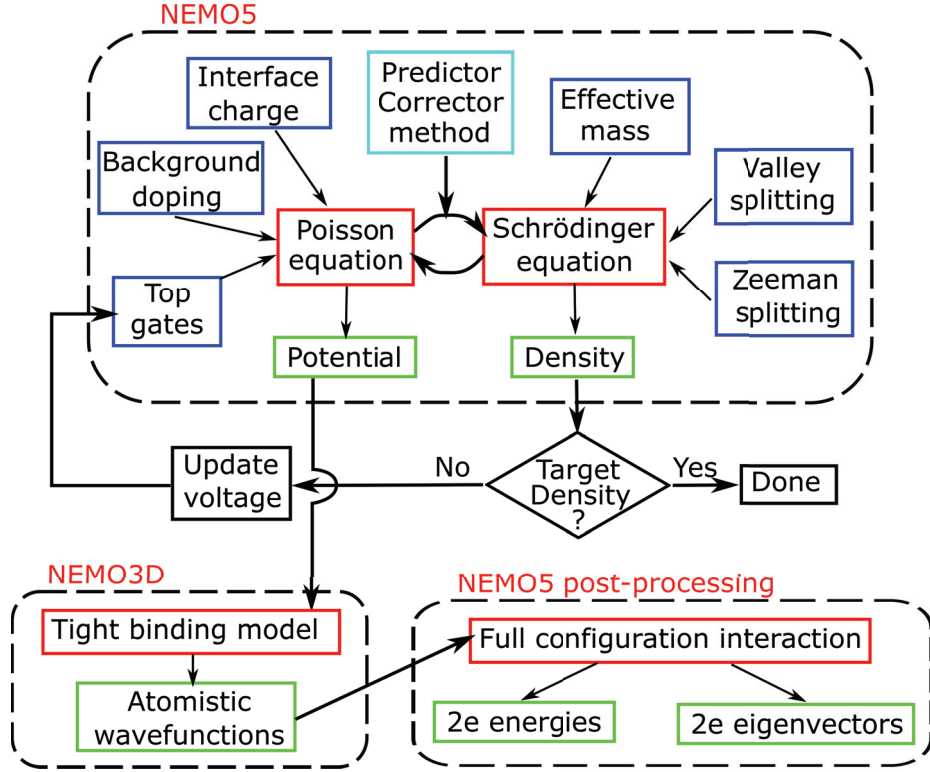 NEMO5
Interface
charge
Predictor
Corrector
method
Effective
mass
Background
doping
Valley
splitting
Poisson
equation
Schrödinger
equation
Top
gates
Zeeman
splitting
Potential
Density
Update
voltage
No
Target
Density
?
Yes
Done
NEMO3D
Tight binding model
Atomistic
wavefunctions
NEMO5 post-processing
Full configuration interaction
2e energies
2e eigenvectors